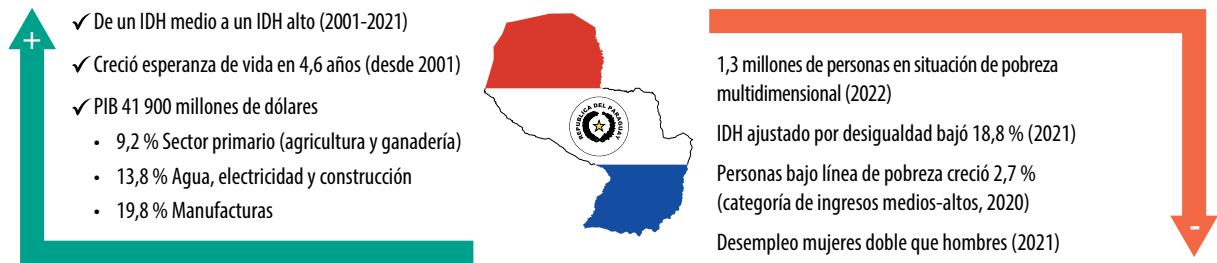 +
✓ De un IDH medio a un IDH alto (2001-2021)
✓ Creció esperanza de vida en 4,6 años (desde 2001)
✓ PIB 41 900 millones de dólares
• 9,2 % Sector primario (agricultura y ganadería)
• 13,8 % Agua, electricidad y construcción
• 19,8 % Manufacturas
REPUBLICA DEL PARAGUAY
1,3 millones de personas en situación de pobreza
multidimensional (2022)
IDH ajustado por desigualdad bajó 18,8 % (2021)
Personas bajo línea de pobreza creció 2,7 %
(categoría de ingresos medios-altos, 2020)
Desempleo mujeres doble que hombres (2021)
-